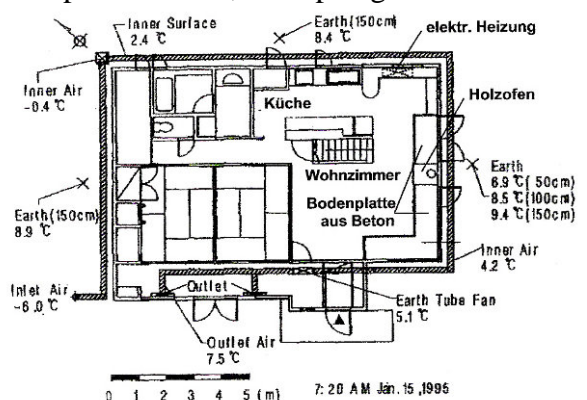 Inner Surface
2.4 ℃
Earth (150cm)
8.4 ℃
elektr. Heizung
Inner Air
-0.4 ℃
Küche
Holzofen
Wohnzimmer
Bodenplatte
aus Beton
Earth
6.9 ℃ ( 50cm)
8.5 ℃ (100cm)
9.4 ℃ (150cm)
Earth (150cm)
8.9 ℃
Inner Air
4.2 ℃
Inlet Air
-6.0 ℃
Outlet
Earth Tube Fan
5.1 ℃
Outlet Air
7.5 ℃
0 1 2 3 4 5 (m)
7: 20 AM Jan. 15 ,1995